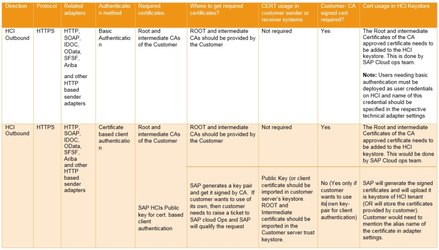 Direction
Protocol
Related
adapters
Authenticatio
n method
Required
certificates?
Where to get required
certificates?
CERT usage in
customer sender or
receiver systems
Customer: CA
signed cert
required?
Cert usage in HCI Keystore
HCI
Outbound
HTTPS
HTTP,
SOAP,
IDOC,
OData,
SFSF,
Ariba
and other
HTTP
based
sender
adapters
Basic
Authenticatio
n
Root and
intermediate CAs
of the Customer
ROOT and intermediate
CAs should be provided by
the Customer
Not required
Yes
The Root and intermediate
Certificates of the CA
approved certificate needs
to be added to the HCI
keystore. This is done by
SAP Cloud ops team.
Note: Users needing basic
authentication must be
deployed as user credentials
on HCI and name of this
credential should be
specified in the respective
technical adapter settings
HCI
Outbound
HTTPS
HTTP,
SOAP,
IDOC,
OData,
SFSF,
Ariba
and other
HTTP
based
sender
adapters
Certificate
based client
authenticatio
n
Root and
intermediate CAs
of the Customer
ROOT and intermediate
CAs should be provided by
the Customer
Not required
Yes
The Root and intermediate
Certificates of the CA
approved certificate needs to
be added to the HCI keystore.
This would be done by
SAP Cloud ops team.
SAP HCIs Public
key for cert. based
client
authentication
SAP generates a key pair
and get it signed by CA. If
customer wants to use of
its own, then customer
needs to raise a ticket to
SAP cloud Ops and SAP
will qualify the request
Public Key (or client
certificate should be
imported in customer
server's keystore.
ROOT and
Intermediate
certificate should be
imported in the
Customer server trust
keystore.
No (Yes only if
customer wants
to use its|own key-
pair for client
authentication)
SAP will generate the signed
certificates and will upload it
is keystore of HCI tenant
(OR will store the certificates
provided by customer).
Customer would need to
mention the alias name of
the certificate in adapter
settings.